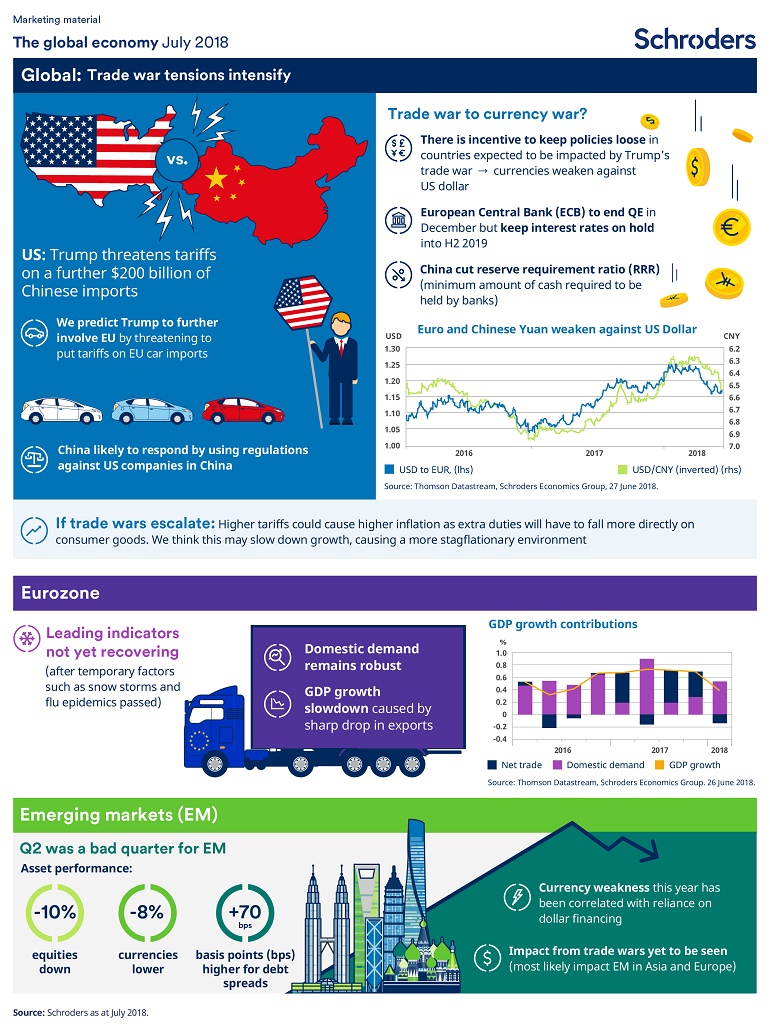 Marketing material
The global economy July 2018
Schroders
Global: Trade war tensions intensify
vs.
US: Trump threatens tariffs
on a further $200 billion of
Chinese imports
We predict Trump to further
involve EU by threatening to
put tariffs on EU car imports
China likely to respond by using regulations
against US companies in China
Trade war to currency war?
$ £
¥ €
There is incentive to keep policies loose in
countries expected to be impacted by Trump's
trade war → currencies weaken against
US dollar
European Central Bank (ECB) to end QE in
December but keep interest rates on hold
into H2 2019
China cut reserve requirement ratio (RRR)
(minimum amount of cash required to be
held by banks)
$
€
Euro and Chinese Yuan weaken against US Dollar
USD
CNY
1.30
1.25
1.20
1.15
1.10
1.05
1.00
6.2
6.3
6.4
6.5
6.6
6.7
6.8
6.9
7.0
2016
2017
2018
USD to EUR, (lhs)
USD/CNY (inverted) (rhs)
Source: Thomson Datastream, Schroders Economics Group, 27 June 2018.
If trade wars escalate: Higher tariffs could cause higher inflation as extra duties will have to fall more directly on
consumer goods. We think this may slow down growth, causing a more stagflationary environment
Eurozone
Leading indicators
not yet recovering
(after temporary factors
such as snow storms and
flu epidemics passed)
Domestic demand
remains robust
GDP growth
slowdown caused by
sharp drop in exports
GDP growth contributions
%
1.0
0.8
0.6
0.4
0.2
0
-0.2
-0.4
2016
2017
2018
Net trade
Domestic demand
GDP growth
Source: Thomson Datastream, Schroders Economics Group. 26 June 2018.
Emerging markets (EM)
Q2 was a bad quarter for EM
Asset performance:
-10%
equities
down
-8%
currencies
lower
+70
bps
basis points (bps)
higher for debt
spreads
Currency weakness this year has
been correlated with reliance on
dollar financing
$
Impact from trade wars yet to be seen
(most likely impact EM in Asia and Europe)
Source: Schroders as at July 2018.